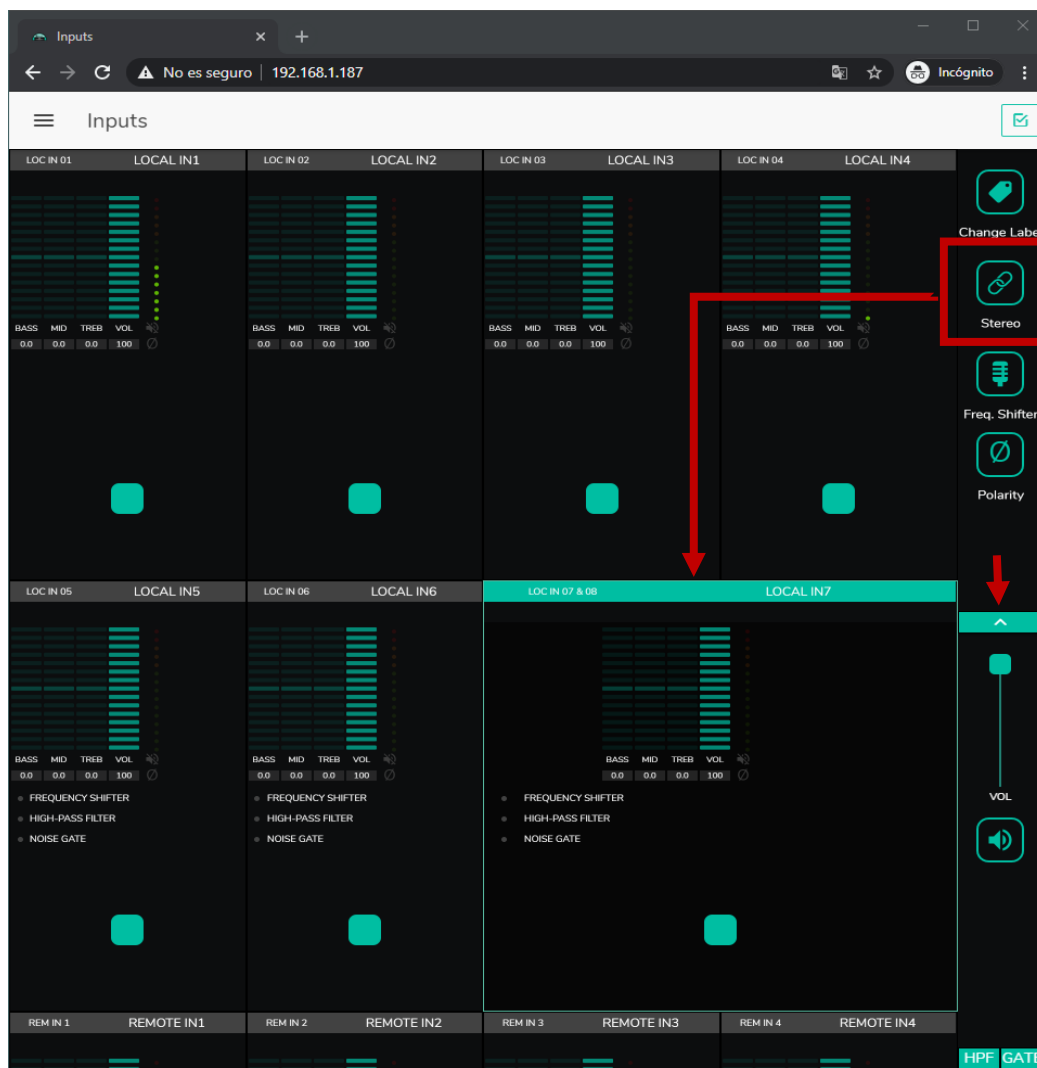 Inputs
No es seguro | 192.168.1.187
Incógnito
Inputs
LOC IN 01 LOCAL IN1
LOC IN 02 LOCAL IN2
LOC IN 03 LOCAL IN3
LOC IN 04 LOCAL IN4
BASS MID TREB VOL
0.0 0.0 0.0 100
BASS MID TREB VOL
0.0 0.0 0.0 100
BASS MID TREB VOL
0.0 0.0 0.0 100
BASS MID TREB VOL
0.0 0.0 0.0 100
Change Labe
Stereo
Freq. Shifter
Polarity
LOC IN 05 LOCAL IN5
LOC IN 06 LOCAL IN6
LOC IN 07 & 08 LOCAL IN7
BASS MID TREB VOL
0.0 0.0 0.0 100
FREQUENCY SHIFTER
HIGH-PASS FILTER
NOISE GATE
BASS MID TREB VOL
0.0 0.0 0.0 100
FREQUENCY SHIFTER
HIGH-PASS FILTER
NOISE GATE
BASS MID TREB VOL
0.0 0.0 0.0 100
FREQUENCY SHIFTER
HIGH-PASS FILTER
NOISE GATE
VOL
REM IN 1 REMOTE IN1
REM IN 2 REMOTE IN2
REM IN 3 REMOTE IN3
REM IN 4 REMOTE IN4
HPF GATE